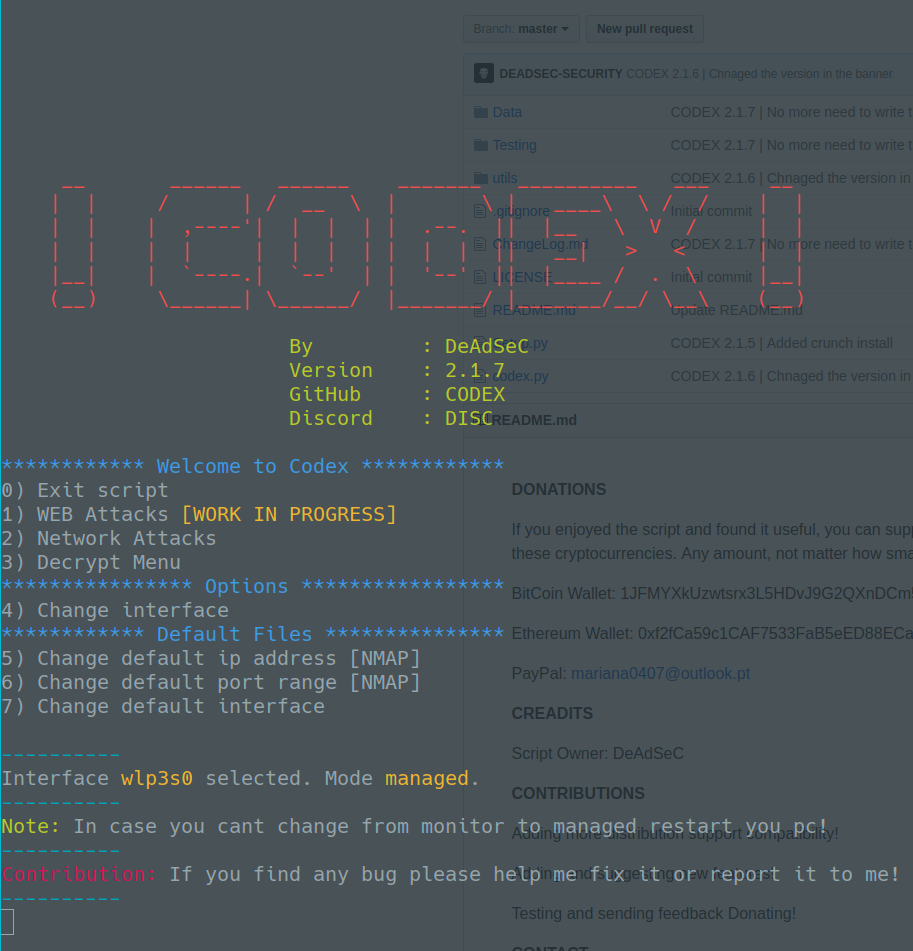 Branch: master
New pull request
DEADSEC-SECURITY CODEX 2.1.6 | Chnaged the version in the banner
Data CODEX 2.1.7 | No more need to write t
Testing CODEX 2.1.7 | No more need to write t
utils CODEX 2.1.6 | Chnaged the version in
.gitignore Initial commit
ChangeLog.md CODEX 2.1.7 | No more need to write t
LICENSE Initial commit
README.md Update README.md
CODEX 2.1.5 | Added crunch install
codex.py CODEX 2.1.6 | Chnaged the version in
README.md
! CODEX !
By : DeAdSeC
Version : 2.1.7
GitHub : CODEX
Discord : DISC
************ Welcome to Codex ************
0) Exit script
1) WEB Attacks [WORK IN PROGRESS]
2) Network Attacks
3) Decrypt Menu
**************** Options *****************
4) Change interface
************ Default Files ***************
5) Change default ip address [NMAP]
6) Change default port range [NMAP]
7) Change default interface
----------
Interface wlp3s0 selected. Mode managed.
----------
Note: In case you cant change from monitor to managed restart you pc!
----------
Contribution: If you find any bug please help me fix it or report it to me!
----------
DONATIONS
If you enjoyed the script and found it useful, you can sup
these cryptocurrencies. Any amount, not matter how sma
BitCoin Wallet: 1JFMYXkUzwtsrx3L5HDvJ9G2QXnDCm
Ethereum Wallet: 0xf2fCa59c1CAF7533FaB5eED88ECa
PayPal: mariana0407@outlook.pt
CREADITS
Script Owner: DeAdSeC
CONTRIBUTIONS
Adding more distribution support compatibility!
Adding and suggesting new features!
Testing and sending feedback Donating!
CONTACT